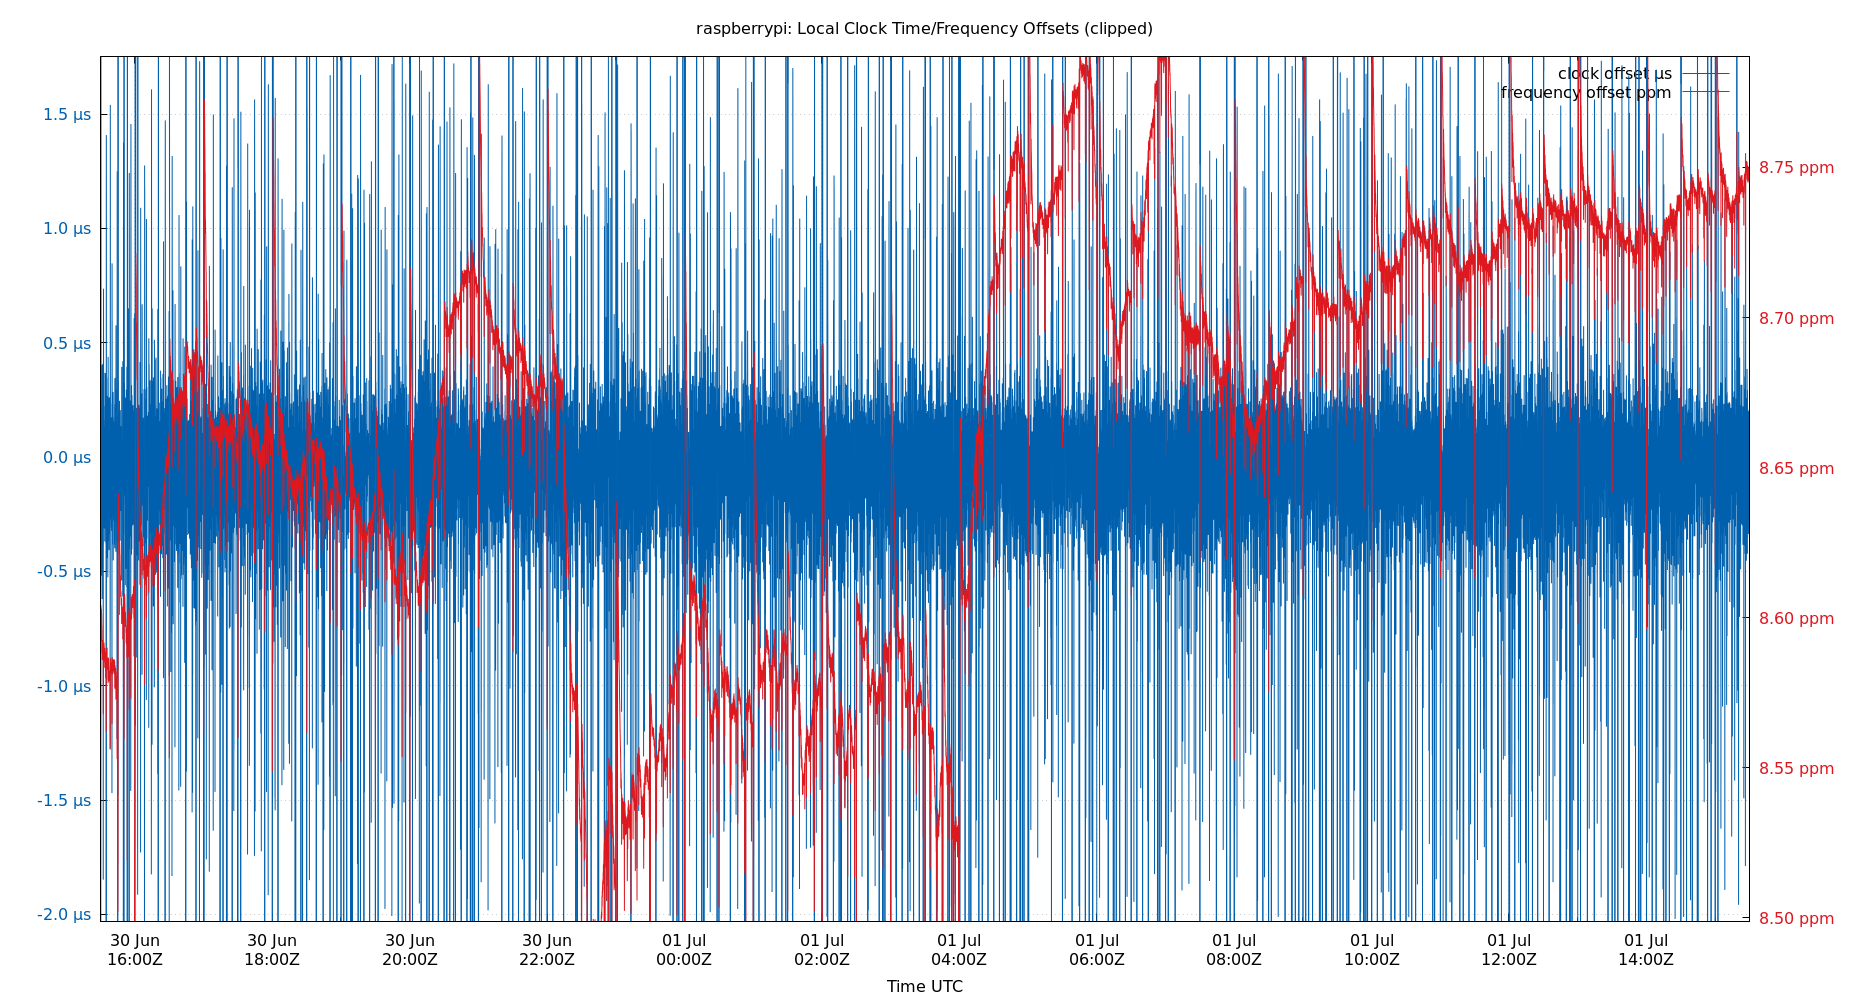 raspberrypi: Local Clock Time/Frequency Offsets (clipped)
clock offset µs
frequency offset ppm
1.5 µs
1.0 µs
0.5 µs
0.0 µs
-0.5 µs
-1.0 µs
-1.5 µs
-2.0 µs
8.75 ppm
8.70 ppm
8.65 ppm
8.60 ppm
8.55 ppm
8.50 ppm
30 Jun 30 Jun 30 Jun 30 Jun 01 Jul 01 Jul 01 Jul 01 Jul 01 Jul 01 Jul 01 Jul 01 Jul
16:00Z 18:00Z 20:00Z 22:00Z 00:00Z 02:00Z 04:00Z 06:00Z 08:00Z 10:00Z 12:00Z 14:00Z
Time UTC